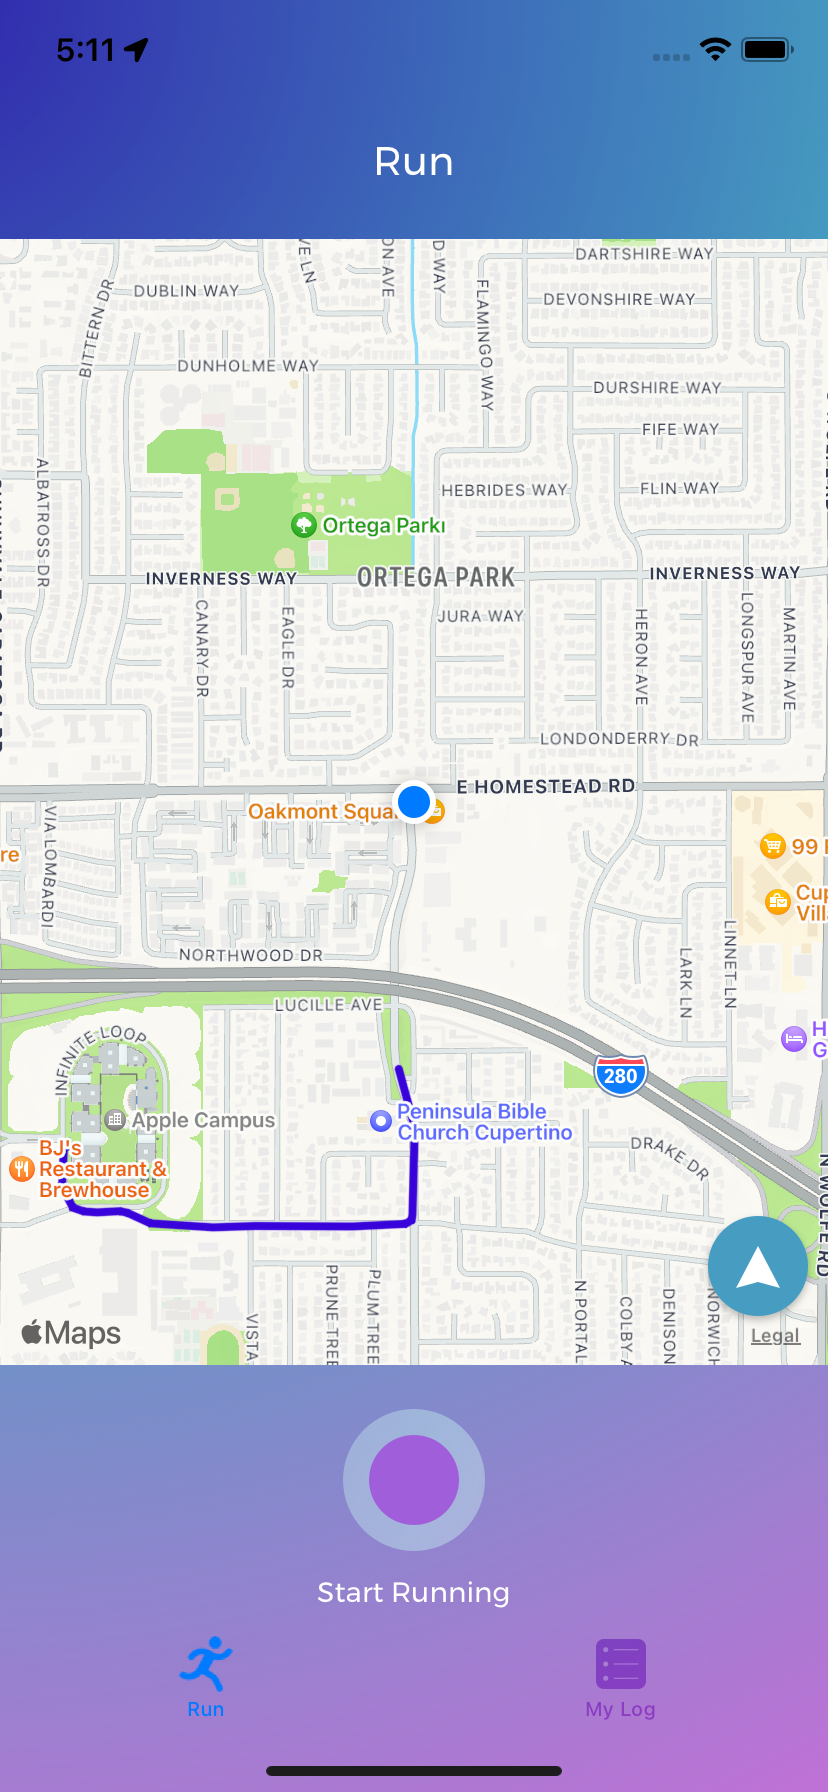 5:11
Run
DARTSHIRE WAY
DUBLIN WAY
DEVONSHIRE WAY
BITTERN DR
FLAMINGO WAY
DUNHOLME WAY
DURSHIRE WAY
FIFE WAY
ALBATROSS DR
HEBRIDES WAY
FLIN WAY
Ortega Park
INVERNESS WAY
ORTEGA PARK
INVERNESS WAY
CANARY DR
EAGLE DR
JURA WAY
HERON AVE
LONGSPUR AVE
MARTIN AVE
LONDONDERRY DR
E HOMESTEAD RD
Oakmont Squa
VIA LOMBARDI
99
Cup
Vill
NORTHWOOD DR
LARK LN
LINNET LN
LUCILLE AVE
INFINITE LOOP
H
G
280
Apple Campus
Peninsula Bible
Church Cupertino
BJ's
Restaurant &
Brewhouse
DRAKE DR
N WOLFE RD
VISTA
PRUNE TREE
PLUM TREE
N PORTAL
COLBY A
DENISON
NORWICH
Maps
Legal
Start Running
Run
My Log